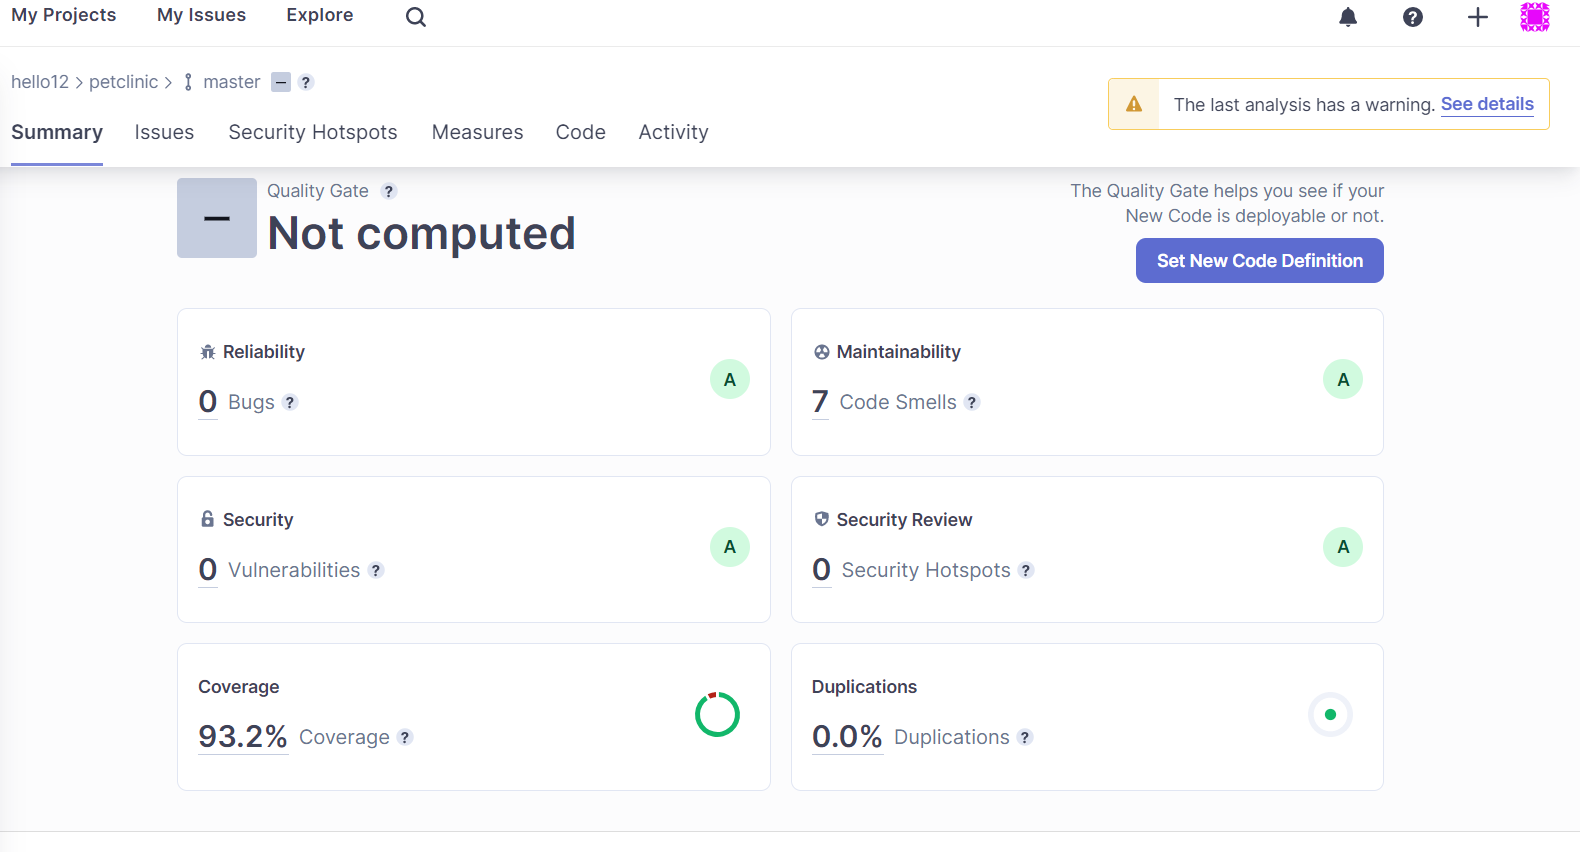 My Projects My Issues Explore
hello12 > petclinic > master – ?
The last analysis has a warning. See details
Summary Issues Security Hotspots Measures Code Activity
Quality Gate ?
Not computed
The Quality Gate helps you see if your
New Code is deployable or not.
Set New Code Definition
Reliability
0 Bugs ?
A
Maintainability
7 Code Smells ?
A
Security
0 Vulnerabilities ?
A
Security Review
0 Security Hotspots ?
A
Coverage
93.2% Coverage ?
Duplications
0.0% Duplications ?